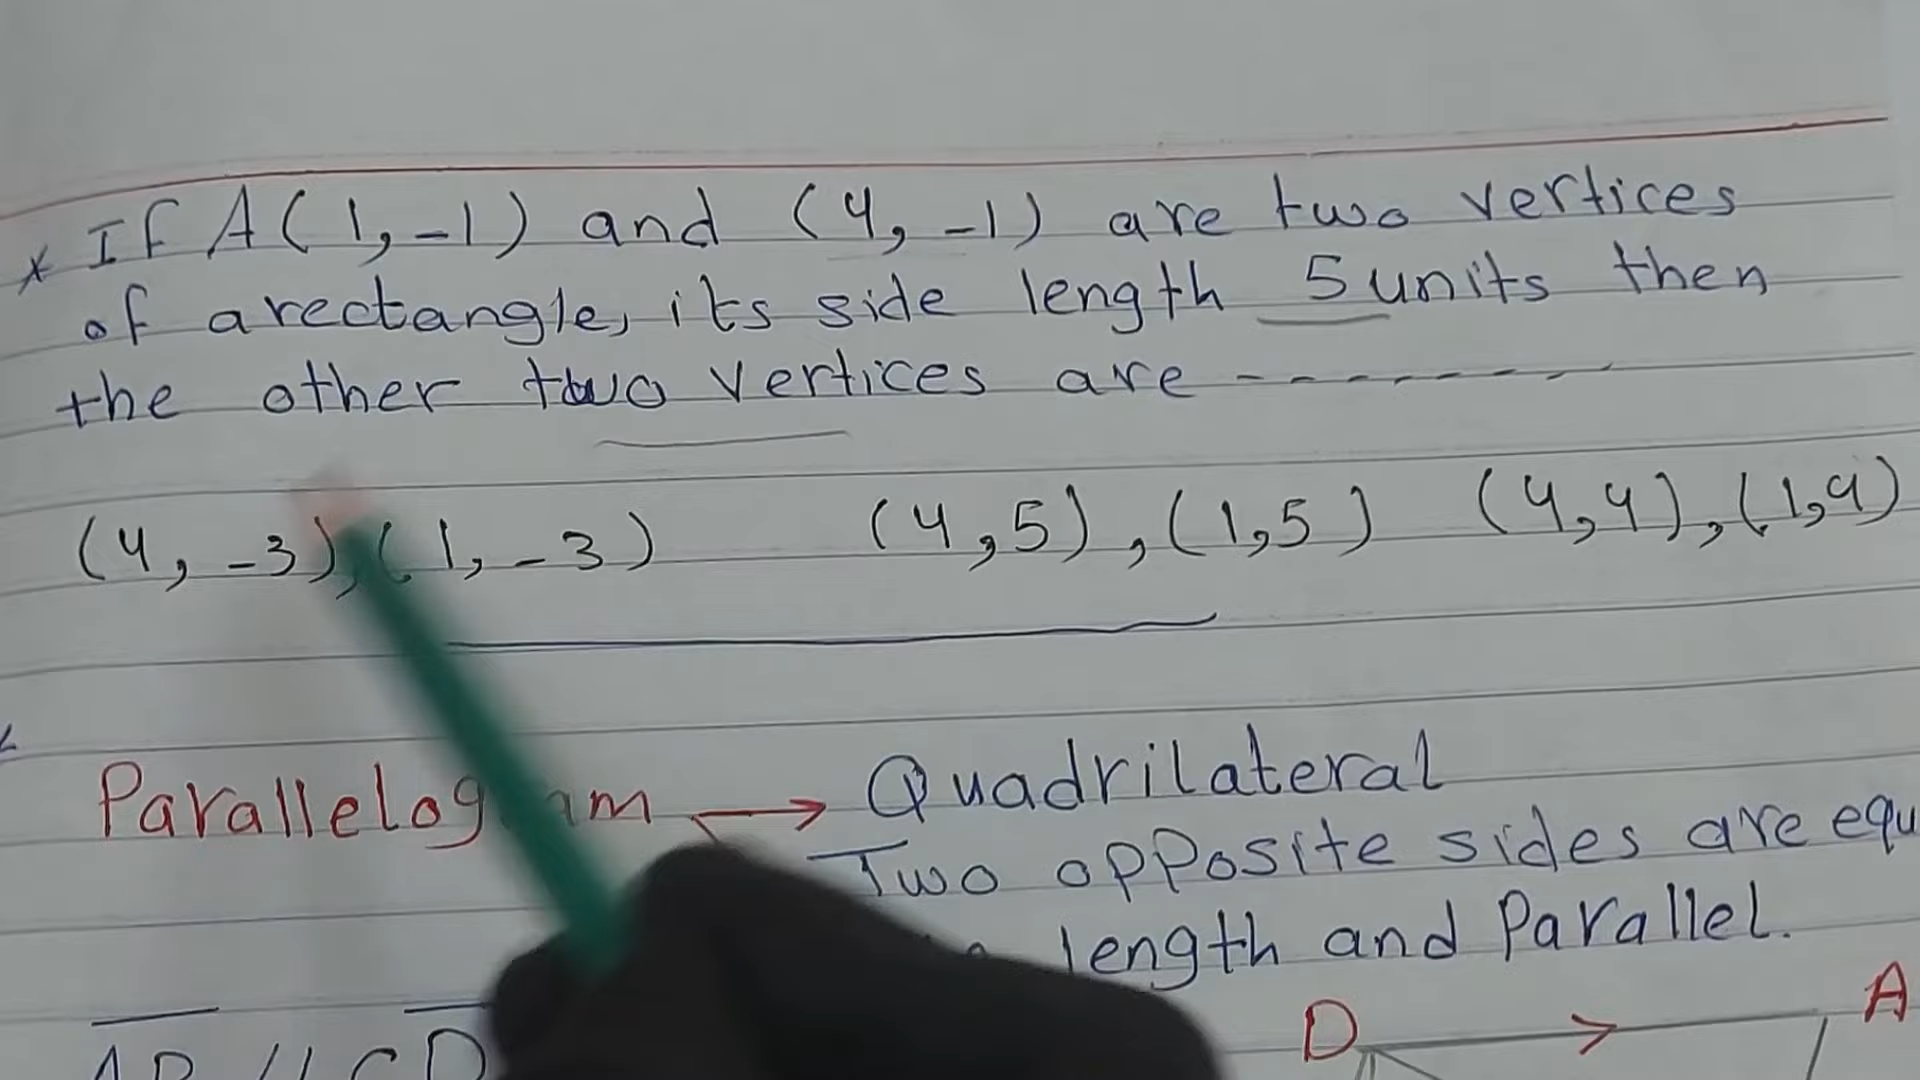 * If A(1,-1) and (4,-1) are two vertices
of a rectangle, its side length 5 units then
the other two vertices are --------
(4,-3),(1,-3) (4,5),(1,5) (4,4),(1,4)
Parallelog am → Quadrilateral
Two opposite sides are equ
length and Parallel.
D A
AB // CD